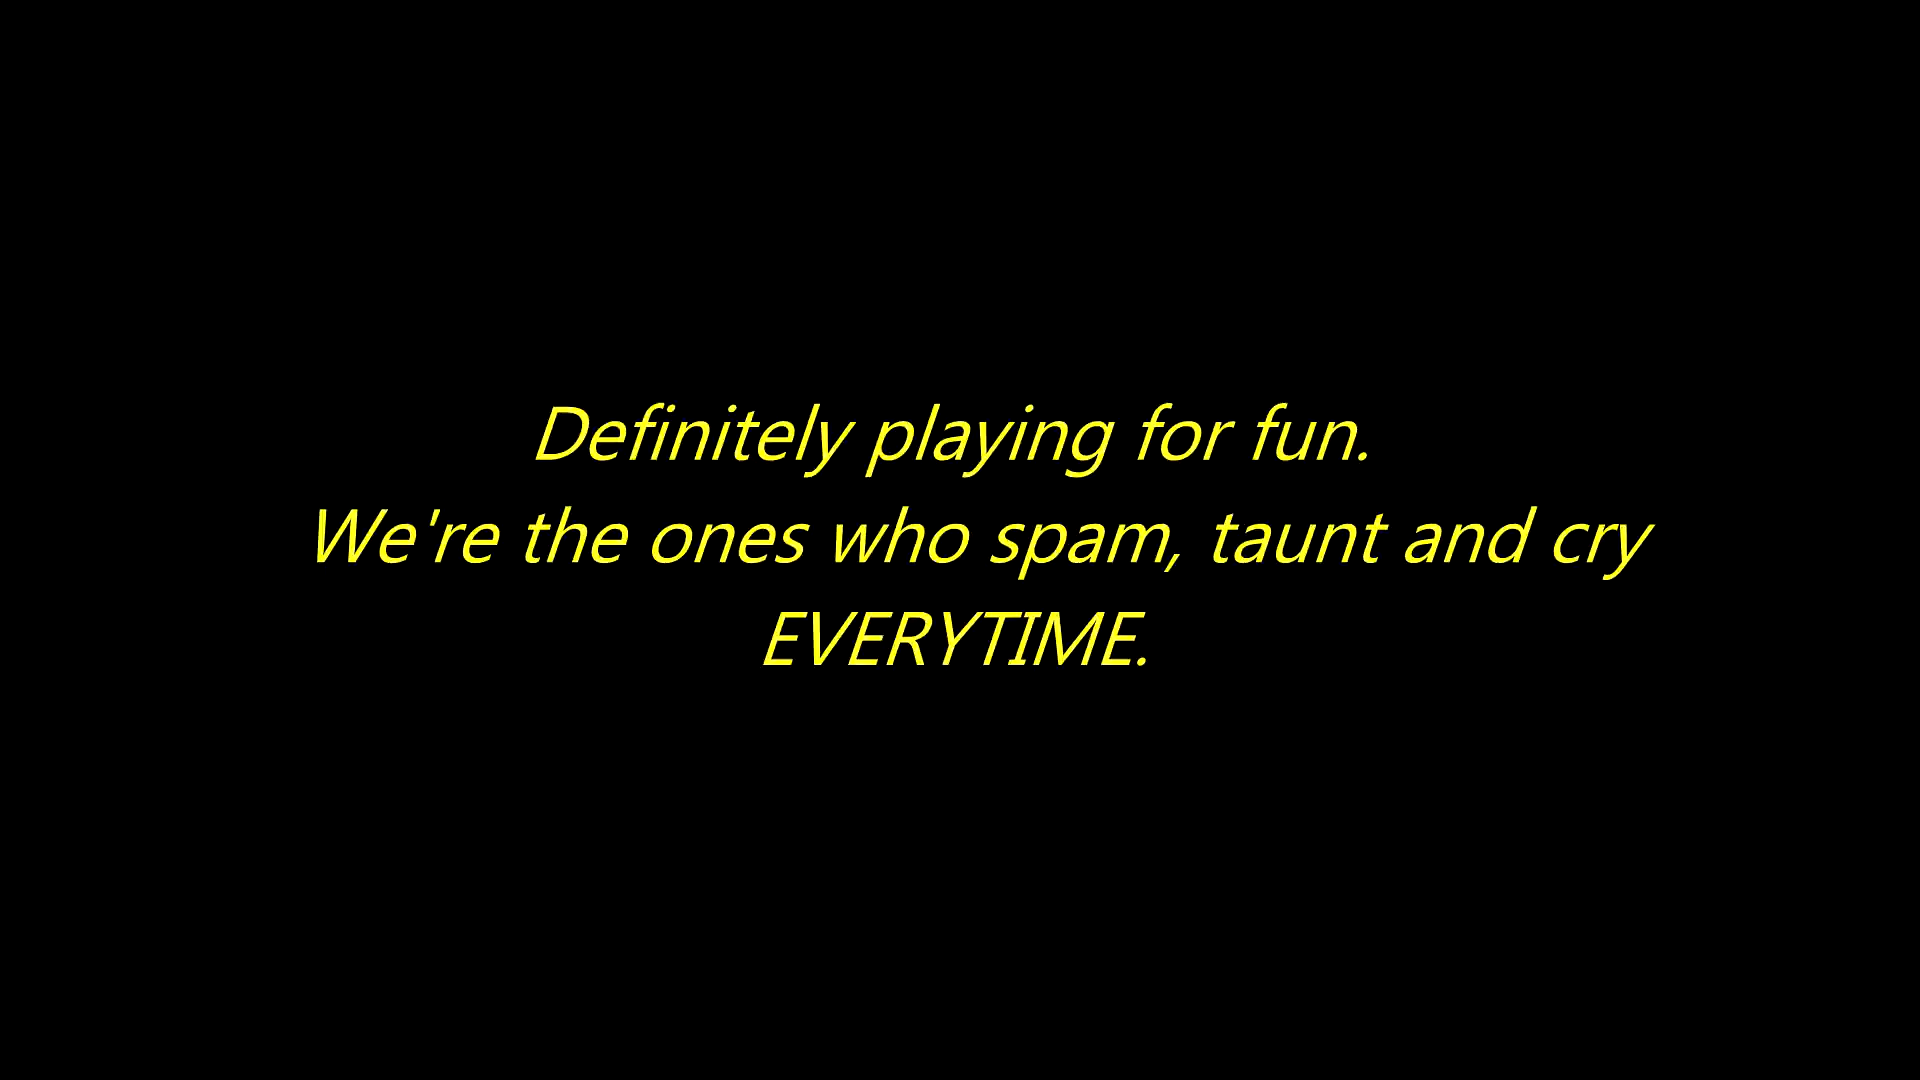 Definitely playing for fun.
We're the ones who spam, taunt and cry
EVERYTIME.